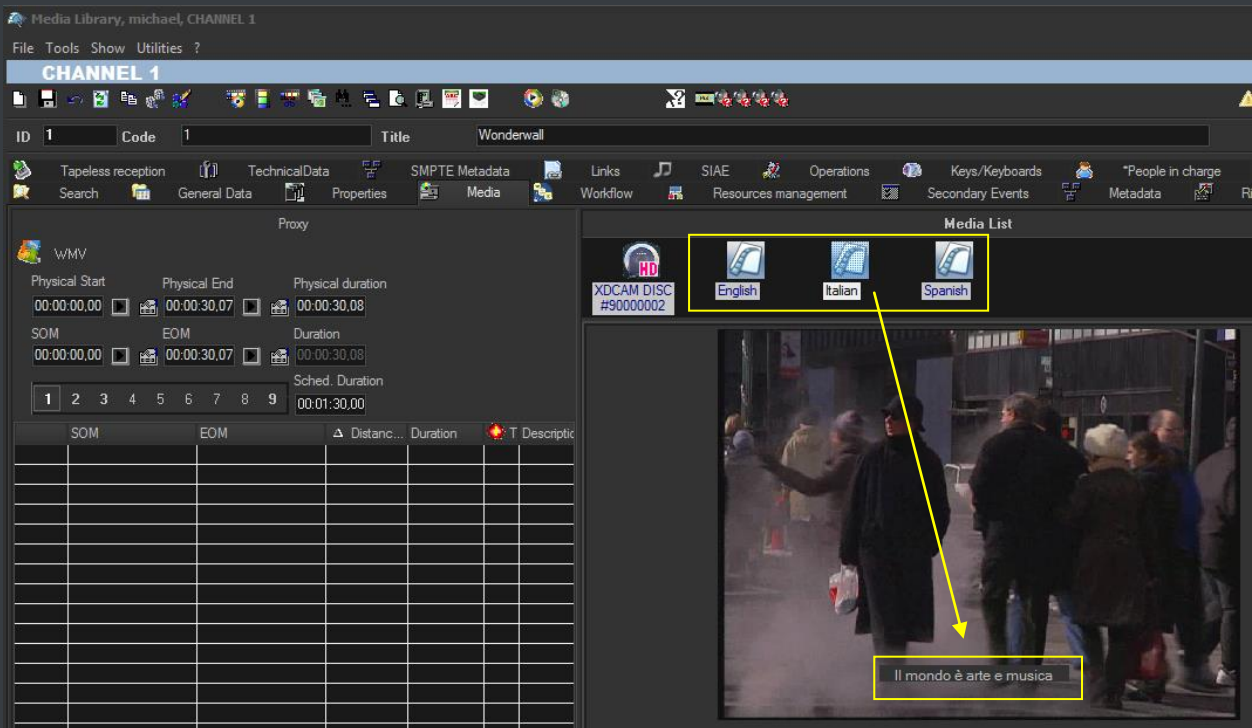 Media Library, michael, CHANNEL 1
File Tools Show Utilities ?
CHANNEL 1
ID 1 Code 1 Title Wonderwall
Tapeless reception TechnicalData SMPTE Metadata Links SIAE Operations Keys/Keyboards *People in charge
Search General Data Properties Media Workflow Resources management Secondary Events Metadata Ri
Proxy
Media List
WMV
HD
Physical Start Physical End Physical duration
00:00:00,00 00:00:30,07 00:00:30,08
XDCAM DISC
#90000002
English Italian Spanish
SOM EOM Duration
00:00:00,00 00:00:30,07 00:00:30,08
Sched. Duration
1 2 3 4 5 6 7 8 9 00:01:30,00
SOM EOM Distanc... Duration T Descriptic
Il mondo è arte e musica